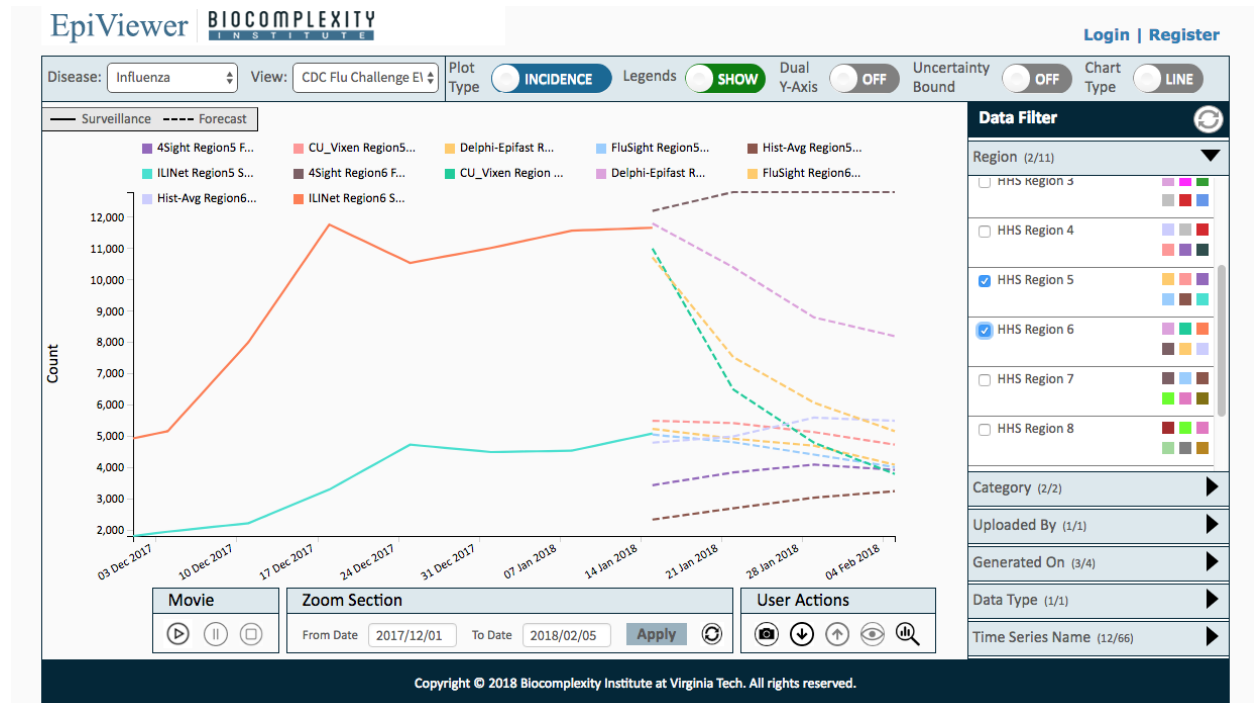 EpiViewer BIOCOMPLEXITY
INSTITUTE
Login | Register
Disease: Influenza View: CDC Flu Challenge E\ Plot Type INCIDENCE Legends SHOW Dual Y-Axis OFF Uncertainty Bound OFF Chart Type LINE
Surveillance Forecast
4Sight Region5 F... CU_Vixen Region5... Delphi-Epifast R... FluSight Region5... Hist-Avg Region5...
ILINet Region5 S... 4Sight Region6 F... CU_Vixen Region ... Delphi-Epifast R... FluSight Region6...
Hist-Avg Region6... ILINet Region6 S...
12,000
11,000
10,000
9,000
8,000
7,000
6,000
5,000
4,000
3,000
2,000
Count
03 Dec 2017 10 Dec 2017 17 Dec 2017 24 Dec 2017 31 Dec 2017 07 Jan 2018 14 Jan 2018 21 Jan 2018 28 Jan 2018 04 Feb 2018
Data Filter
Region (2/11)
HHS Region 3
HHS Region 4
HHS Region 5
HHS Region 6
HHS Region 7
HHS Region 8
Category (2/2)
Uploaded By (1/1)
Generated On (3/4)
Data Type (1/1)
Time Series Name (12/66)
Movie
Zoom Section
From Date 2017/12/01 To Date 2018/02/05 Apply
User Actions
Copyright © 2018 Biocomplexity Institute at Virginia Tech. All rights reserved.